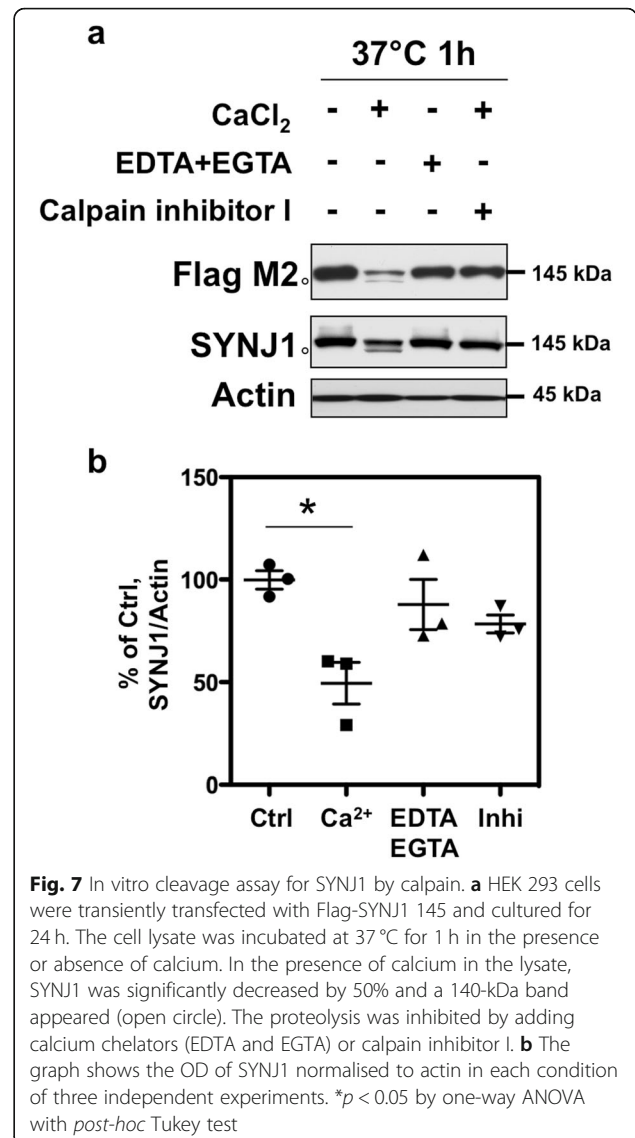 a
37°C 1h
CaCl₂ - + - +
EDTA+EGTA - - + -
Calpain inhibitor I - - - +
Flag M2 145 kDa
SYNJ1 145 kDa
Actin 45 kDa
b
% of Ctrl,
SYNJ1/Actin
150
100
50
0
*
Ctrl Ca²⁺ EDTA Inhi
EGTA
Fig. 7 In vitro cleavage assay for SYNJ1 by calpain. a HEK 293 cells
were transiently transfected with Flag-SYNJ1 145 and cultured for
24 h. The cell lysate was incubated at 37 °C for 1 h in the presence
or absence of calcium. In the presence of calcium in the lysate,
SYNJ1 was significantly decreased by 50% and a 140-kDa band
appeared (open circle). The proteolysis was inhibited by adding
calcium chelators (EDTA and EGTA) or calpain inhibitor I. b The
graph shows the OD of SYNJ1 normalised to actin in each condition
of three independent experiments. *p < 0.05 by one-way ANOVA
with post-hoc Tukey test